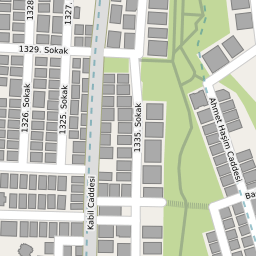 1328
1327.
1329. Sokak
1326. Sokak
1325. Sokak
1335. Sokak
Ahmet Haşim Caddesi
Kabil Caddesi
Ba